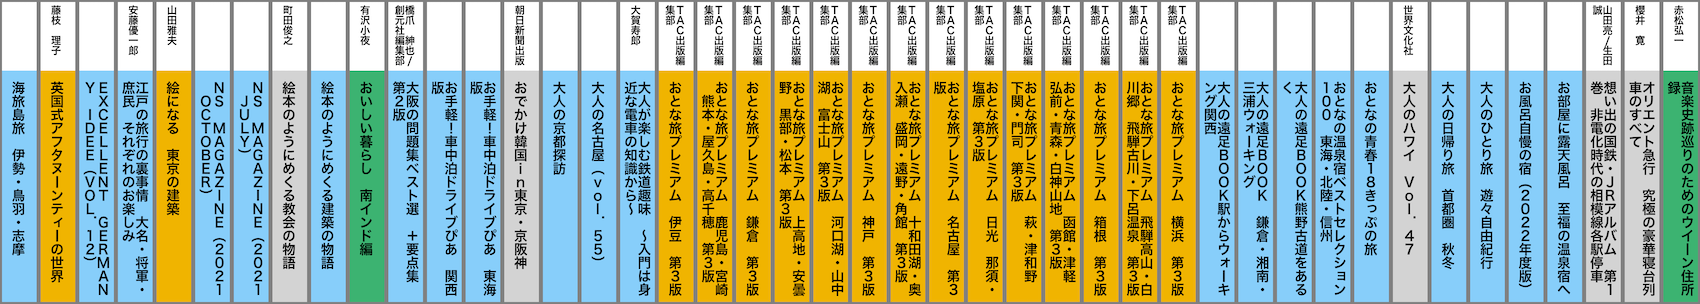 赤松弘一
音楽史跡巡りのためのウイーン住所
録
櫻井　寛
オリエント急行　究極の豪華寝台列
車のすべて
山田亮/生田
誠
想い出の国鉄・JRアルバム　第1
巻　非電化時代の相模線各駅停車
お部屋に露天風呂　至福の温泉宿へ
お風呂自慢の宿（2022年度版）
大人のひとり旅　遊々自由紀行
大人の日帰り旅　首都圏　秋冬
世界文化社
大人のハワイ　Vol．47
おとなの青春18きっぷの旅
おとなの温泉宿ベストセレクション
100　東海・北陸・信州
大人の遠足BOOK熊野古道をある
く
大人の遠足BOOK　鎌倉・湘南・
三浦ウォーキング
大人の遠足BOOK駅からウォーキ
ング関西
TAC出版編
集部
おとな旅プレミアム　横浜　第3版
TAC出版編
集部
おとな旅プレミアム　飛騨高山・白
川郷　飛騨古川・下呂温泉　第3版
TAC出版編
集部
おとな旅プレミアム　箱根　第3版
TAC出版編
集部
おとな旅プレミアム　函館・津軽
弘前・青森・白神山地　第3版
TAC出版編
集部
おとな旅プレミアム　萩・津和野
下関・門司　第3版
TAC出版編
集部
おとな旅プレミアム　日光　那須・
塩原　第3版
TAC出版編
集部
おとな旅プレミアム　名古屋　第3
版
TAC出版編
集部
おとな旅プレミアム　十和田湖・奥
入瀬　盛岡・遠野・角館　第3版
TAC出版編
集部
おとな旅プレミアム　神戸　第3版
TAC出版編
集部
おとな旅プレミアム　河口湖・山中
湖　富士山　第3版
TAC出版編
集部
おとな旅プレミアム　上高地・安曇
野　黒部・松本　第3版
TAC出版編
集部
おとな旅プレミアム　鎌倉　第3版
TAC出版編
集部
おとな旅プレミアム　鹿児島・宮崎
熊本・屋久島・高千穂　第3版
TAC出版編
集部
おとな旅プレミアム　伊豆　第3版
大賀寿郎
大人が楽しむ鉄道趣味　～入門は身
近な電車の知識から～
大人の名古屋（vol．55）
大人の京都探訪
朝日新聞出版
おでかけ韓国in東京・京阪神
お手軽！車中泊ドライブぴあ　東海
版
お手軽！車中泊ドライブぴあ　関西
版
橋爪　紳也/
創元社編集部
大阪の問題集ベスト選　＋要点集
第2版
有沢小夜
おいしい暮らし　南インド編
絵本のようにめくる建築の物語
町田俊之
絵本のようにめくる教会の物語
NS　MAGAZINE（2021
JULY）
NS　MAGAZINE（2021
OCTOBER）
山田雅夫
絵になる　東京の建築
安藤優一郎
江戸の旅行の裏事情　大名・将軍・
庶民　それぞれのお楽しみ
EXCELLENT　GERMAN
Y　IDEE（VOL．12）
藤枝　理子
英国式アフタヌーンティーの世界
海旅島旅　伊勢・鳥羽・志摩